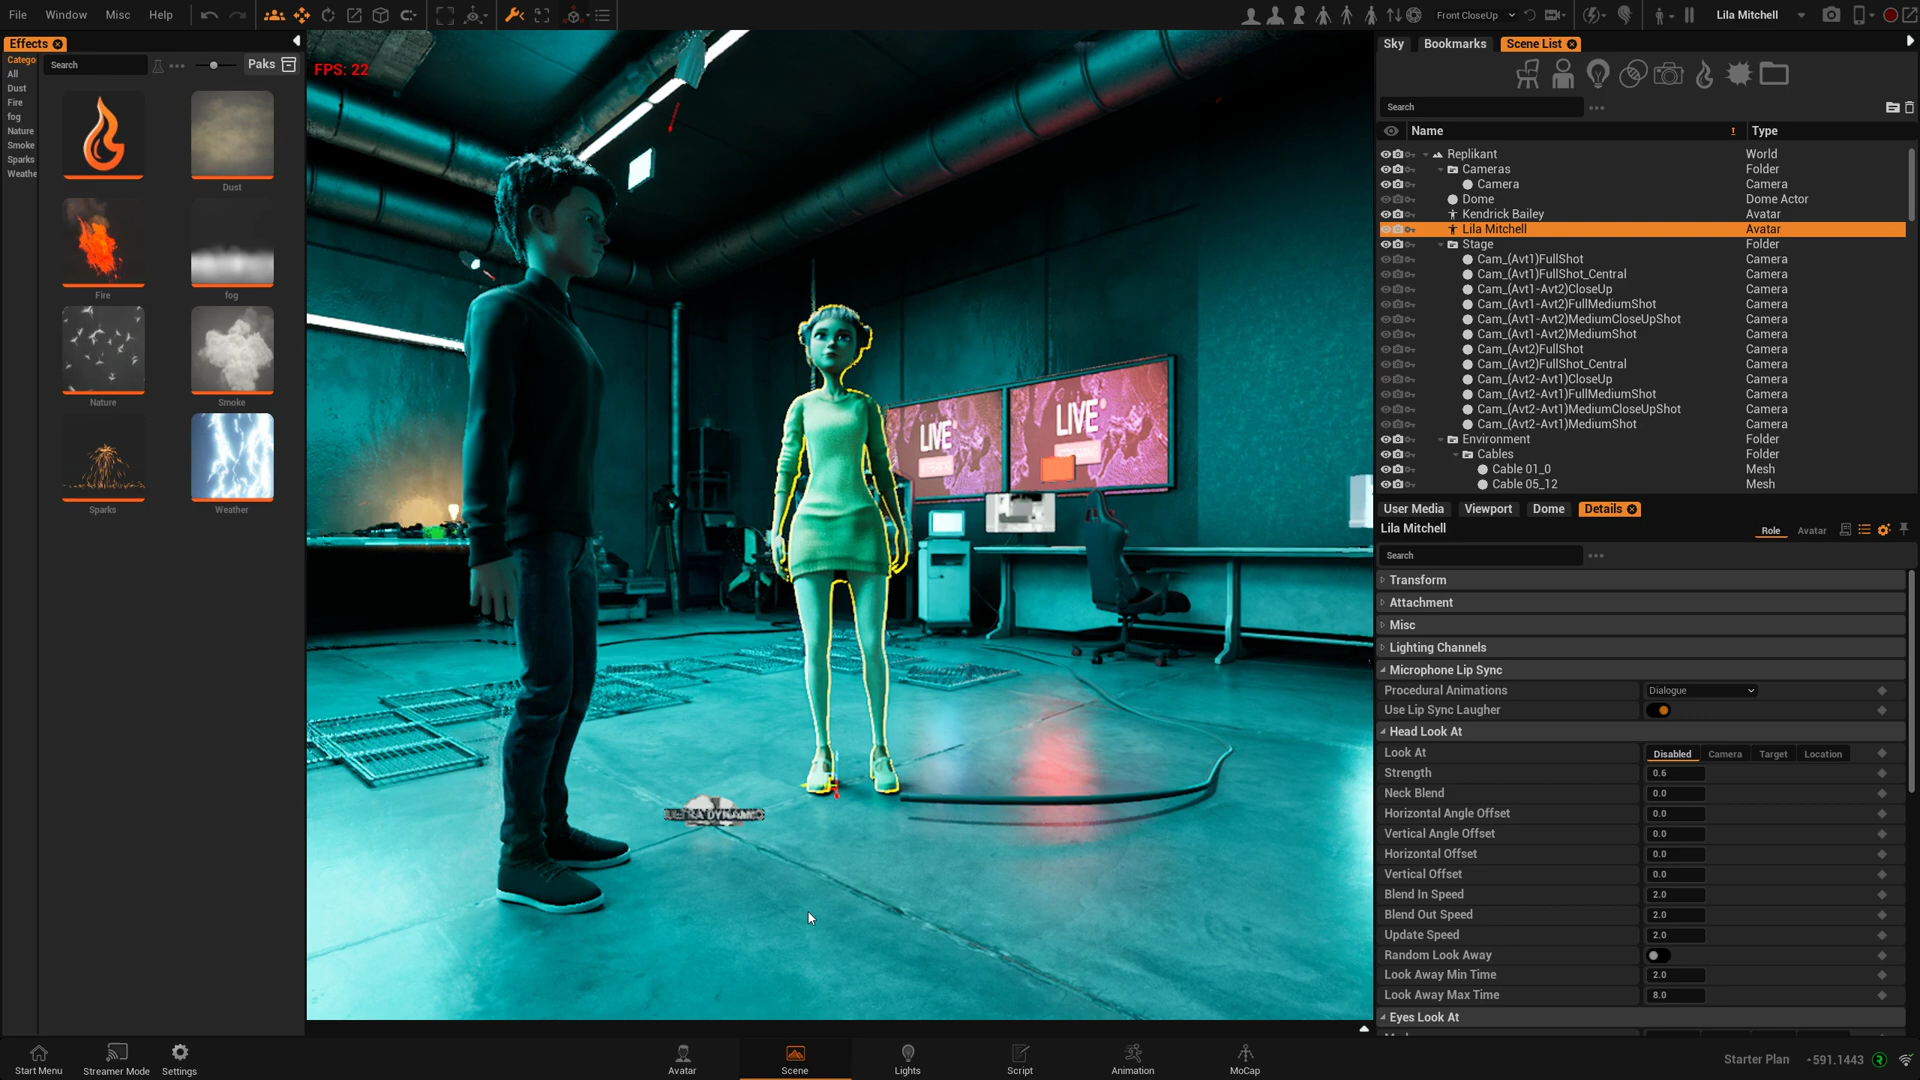 File Window Misc Help
Front CloseUp
Lila Mitchell
Effects
Search
Paks
Catego
All
Dust
Fire
fog
Nature
Smoke
Sparks
Weathe
Dust
Fire
fog
Nature
Smoke
Sparks
Weather
FPS: 22
LIVE
LIVE
ULTRA DYNAMIC
Sky Bookmarks Scene List
Search
Name Type
Replikant World
Cameras Folder
Camera Camera
Dome Dome Actor
Kendrick Bailey Avatar
Lila Mitchell Avatar
Stage Folder
Cam_(Avt1)FullShot Camera
Cam_(Avt1)FullShot_Central Camera
Cam_(Avt1-Avt2)CloseUp Camera
Cam_(Avt1-Avt2)FullMediumShot Camera
Cam_(Avt1-Avt2)MediumCloseUpShot Camera
Cam_(Avt1-Avt2)MediumShot Camera
Cam_(Avt2)FullShot Camera
Cam_(Avt2)FullShot_Central Camera
Cam_(Avt2-Avt1)CloseUp Camera
Cam_(Avt2-Avt1)FullMediumShot Camera
Cam_(Avt2-Avt1)MediumCloseUpShot Camera
Cam_(Avt2-Avt1)MediumShot Camera
Environment Folder
Cables Folder
Cable 01_0 Mesh
Cable 05_12 Mesh
User Media Viewport Dome Details
Lila Mitchell
Role Avatar
Search
Transform
Attachment
Misc
Lighting Channels
Microphone Lip Sync
Procedural Animations Dialogue
Use Lip Sync Laugher
Head Look At
Look At Disabled Camera Target Location
Strength 0.6
Neck Blend 0.0
Horizontal Angle Offset 0.0
Vertical Angle Offset 0.0
Horizontal Offset 0.0
Vertical Offset 0.0
Blend In Speed 2.0
Blend Out Speed 2.0
Update Speed 2.0
Random Look Away
Look Away Min Time 2.0
Look Away Max Time 8.0
Eyes Look At
Start Menu
Streamer Mode
Settings
Avatar
Scene
Lights
Script
Animation
MoCap
Starter Plan
591.1443